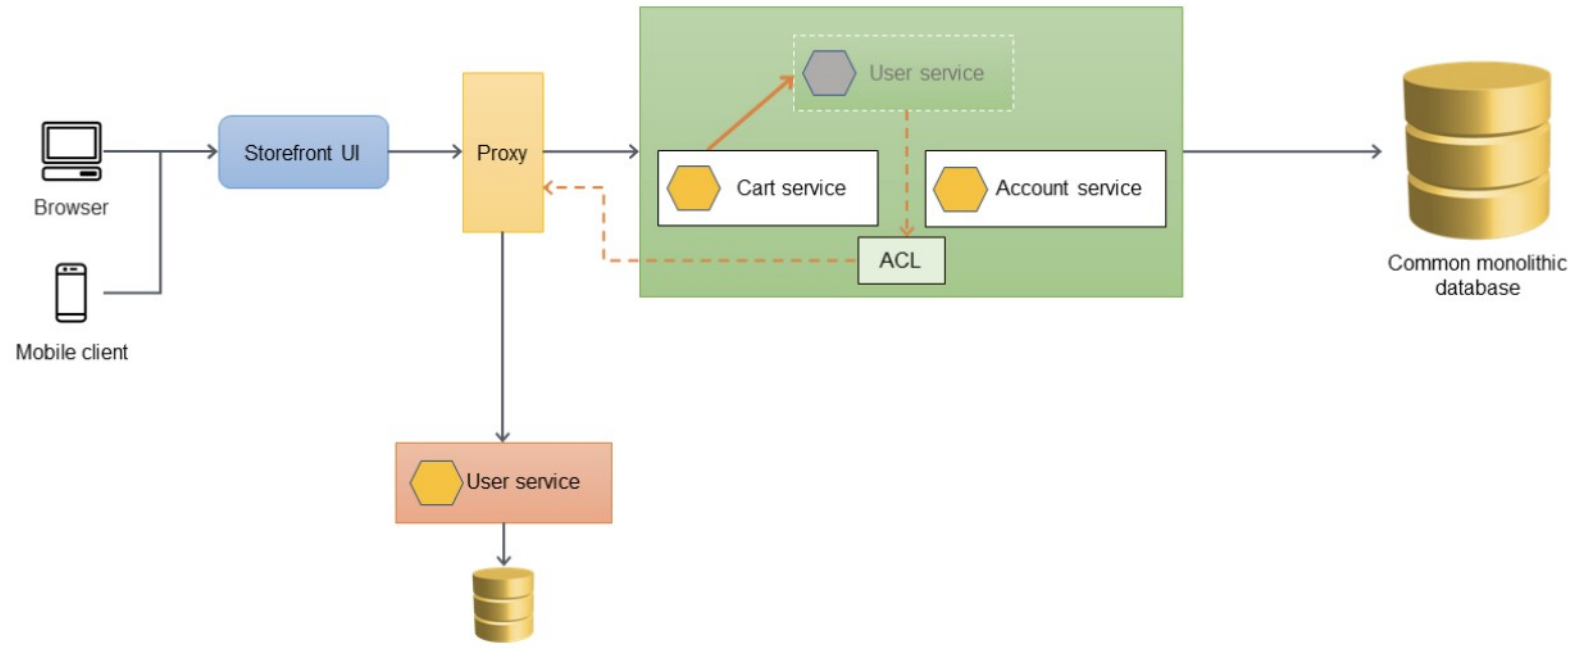 User service
Storefront UI
Proxy
Cart service
Account service
Browser
ACL
Common monolithic
database
Mobile client
User service